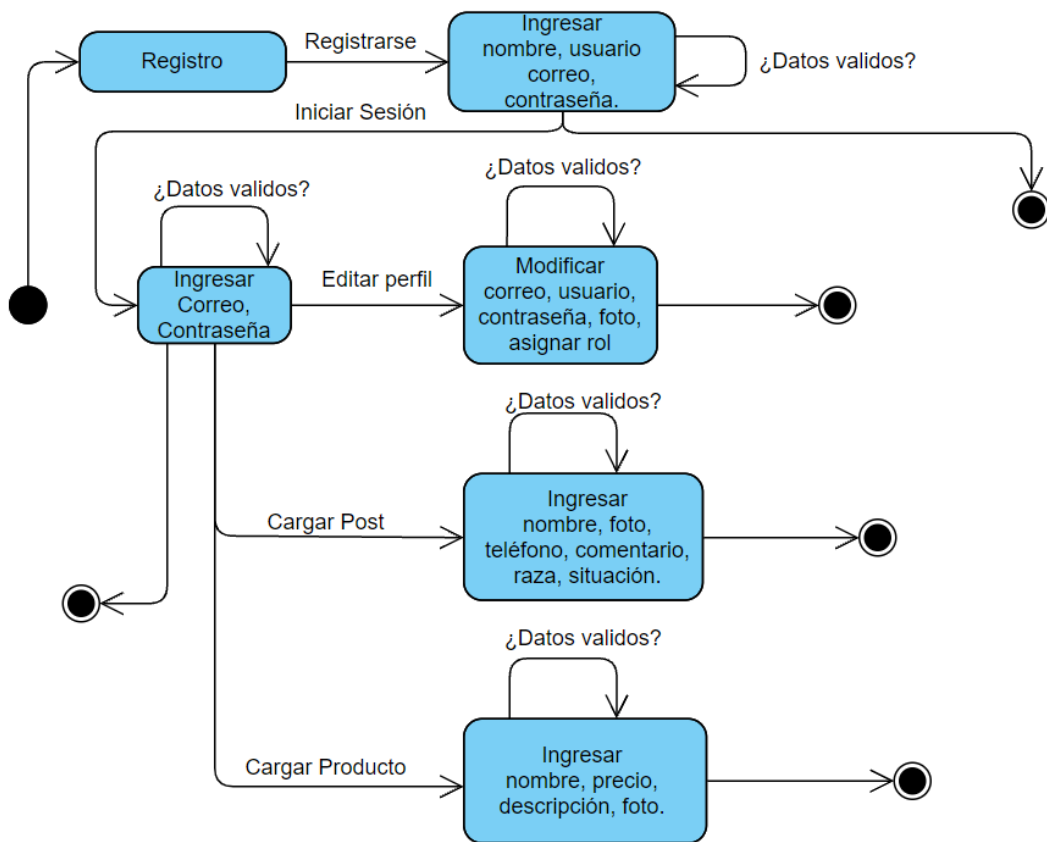 Registro
Registrarse
Ingresar
nombre, usuario
correo,
contraseña.
¿Datos validos?
Iniciar Sesión
¿Datos validos?
Ingresar
Correo,
Contraseña
Editar perfil
¿Datos validos?
Modificar
correo, usuario,
contraseña, foto,
asignar rol
¿Datos validos?
Cargar Post
Ingresar
nombre, foto,
teléfono, comentario,
raza, situación.
¿Datos validos?
Cargar Producto
Ingresar
nombre, precio,
descripción, foto.